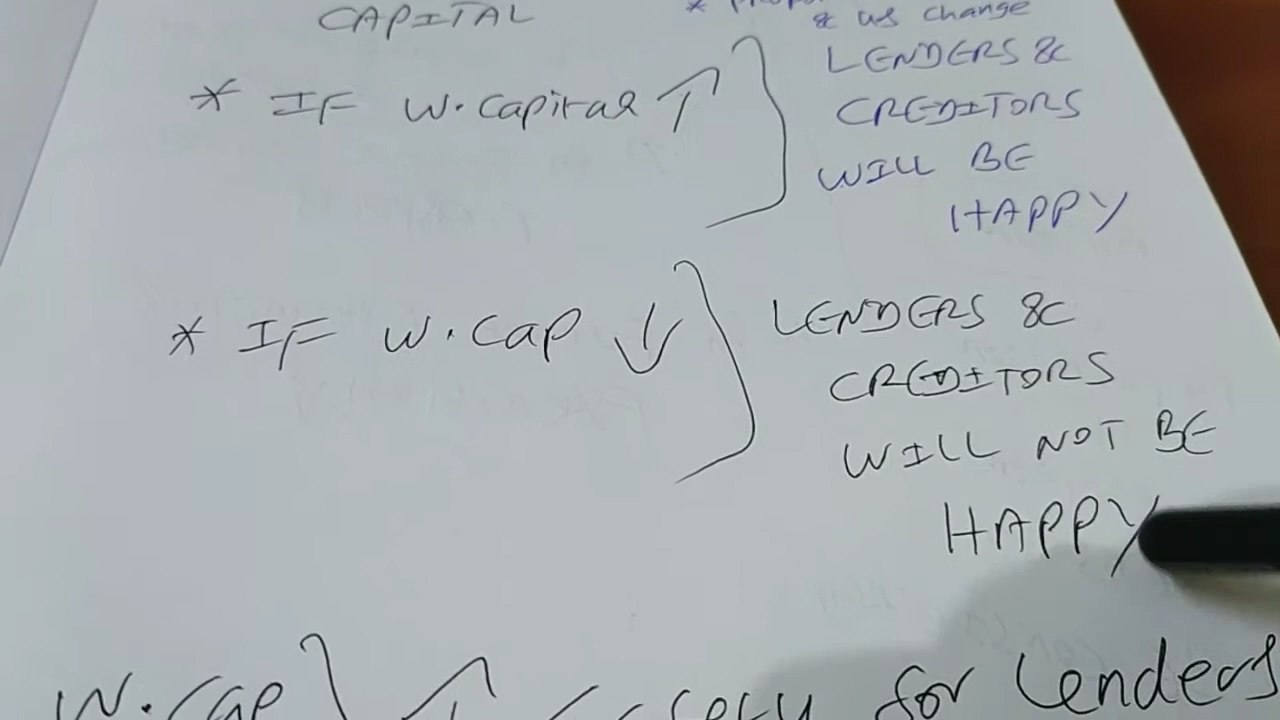 CAPITAL
& us change
* IF W. Capital ↑
LENDERS &
CREDITORS
WILL BE
HAPPY
* IF W. Cap ↓
LENDERS &
CREDITORS
WILL NOT BE
HAPPY
W. Cap ↑ for Lenders